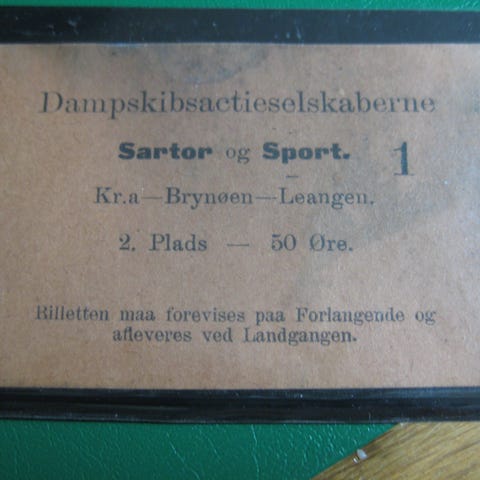 Dampskibsactieselskaberne
Sartor og Sport. 1
Kr.a—Brynøen—Leangen.
2. Plads — 50 Øre.
Billetten maa forevises paa Forlangende og
afleveres ved Landgangen.